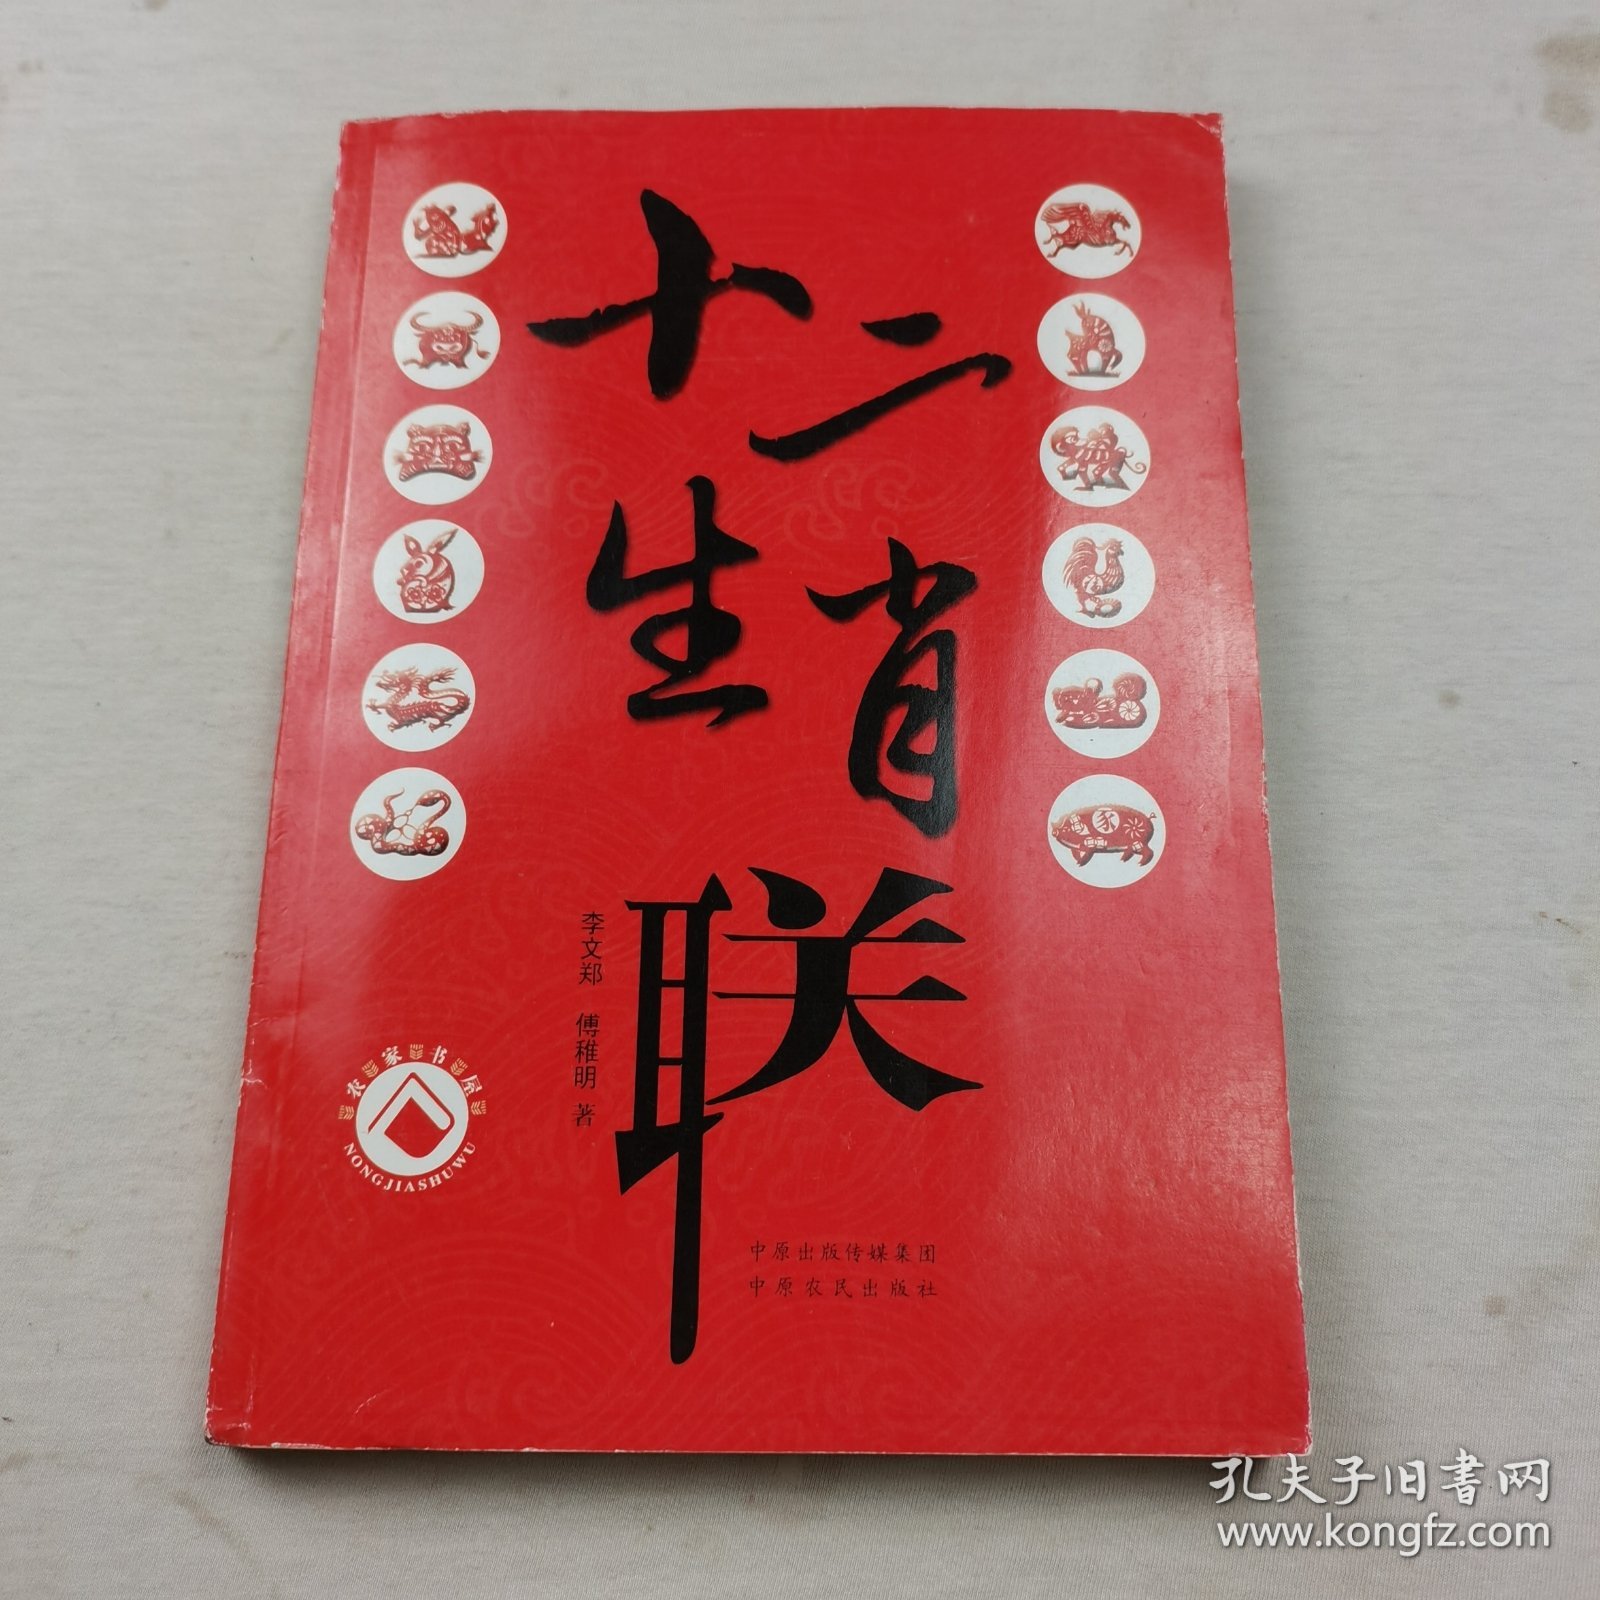 十二
生肖
联
李文郑 傅稚明 著
农家书屋
NONGJIASHUWU
中原出版传媒集团
中原农民出版社
豕
孔夫子旧书网
www.kongfz.com